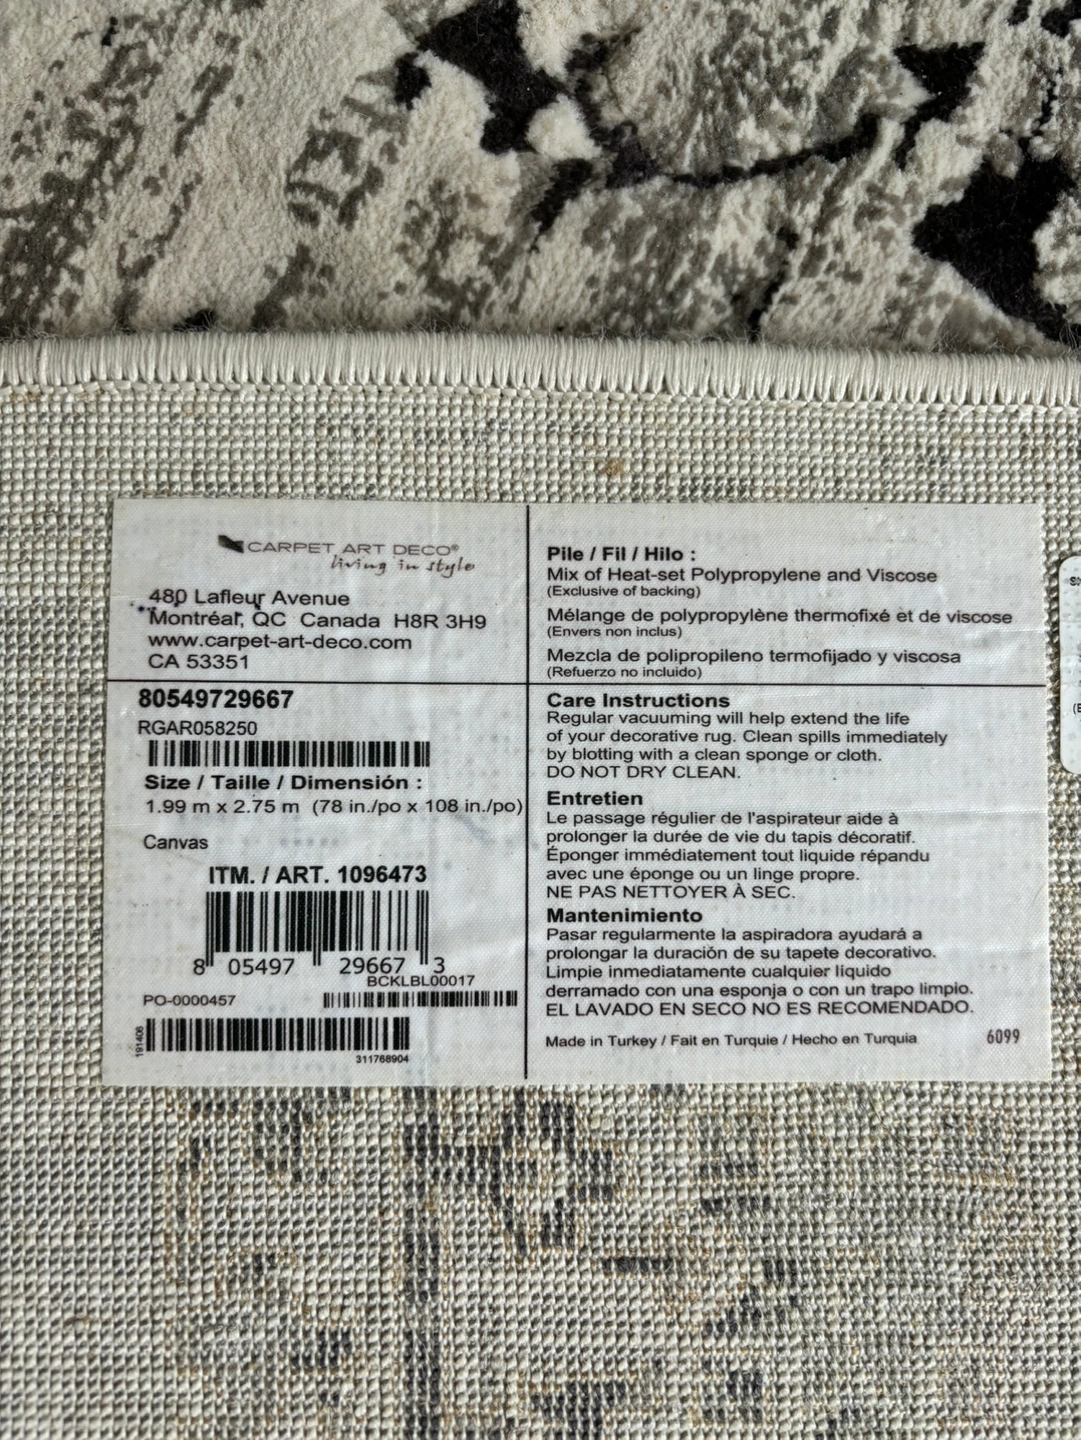 CARPET ART DECO®
living in style
480 Lafleur Avenue
Montréal, QC Canada H8R 3H9
www.carpet-art-deco.com
CA 53351
80549729667
RGAR058250
Size / Taille / Dimensión :
1.99 m x 2.75 m (78 in./po x 108 in./po)
Canvas
ITM. / ART. 1096473
8 05497 29667 3
BCKLBL00017
PO-0000457
191406
311768904
Pile / Fil / Hilo :
Mix of Heat-set Polypropylene and Viscose
(Exclusive of backing)
Mélange de polypropylène thermofixé et de viscose
(Envers non inclus)
Mezcla de polipropileno termofijado y viscosa
(Refuerzo no incluido)
Care Instructions
Regular vacuuming will help extend the life
of your decorative rug. Clean spills immediately
by blotting with a clean sponge or cloth.
DO NOT DRY CLEAN.
Entretien
Le passage régulier de l'aspirateur aide à
prolonger la durée de vie du tapis décoratif.
Éponger immédiatement tout liquide répandu
avec une éponge ou un linge propre.
NE PAS NETTOYER À SEC.
Mantenimiento
Pasar regularmente la aspiradora ayudará a
prolongar la duración de su tapete decorativo.
Limpie inmediatamente cualquier líquido
derramado con una esponja o con un trapo limpio.
EL LAVADO EN SECO NO ES RECOMENDADO.
Made in Turkey / Fait en Turquie / Hecho en Turquia
6099